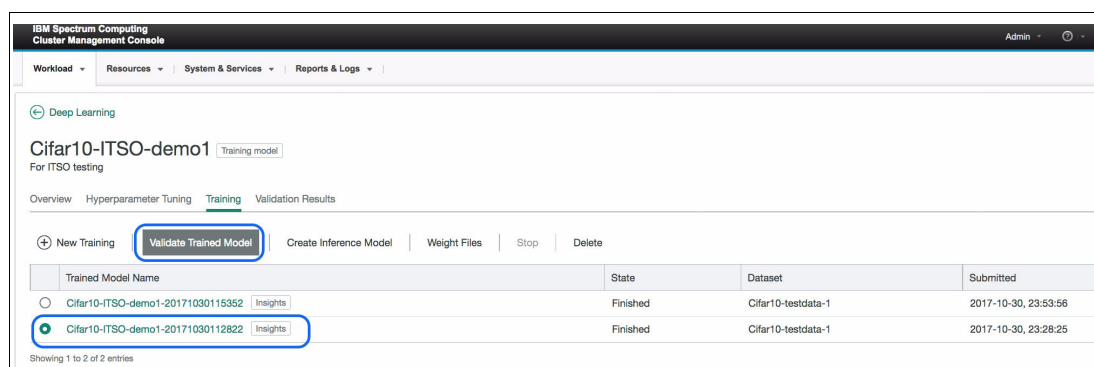 IBM Spectrum Computing
Cluster Management Console
Admin
?
Workload
Resources
System & Services
Reports & Logs
Deep Learning
Cifar10-ITSO-demo1 Training model
For ITSO testing
Overview Hyperparameter Tuning Training Validation Results
New Training Validate Trained Model Create Inference Model Weight Files Stop Delete
Trained Model Name State Dataset Submitted
Cifar10-ITSO-demo1-20171030115352 Insights Finished Cifar10-testdata-1 2017-10-30, 23:53:56
Cifar10-ITSO-demo1-20171030112822 Insights Finished Cifar10-testdata-1 2017-10-30, 23:28:25
Showing 1 to 2 of 2 entries